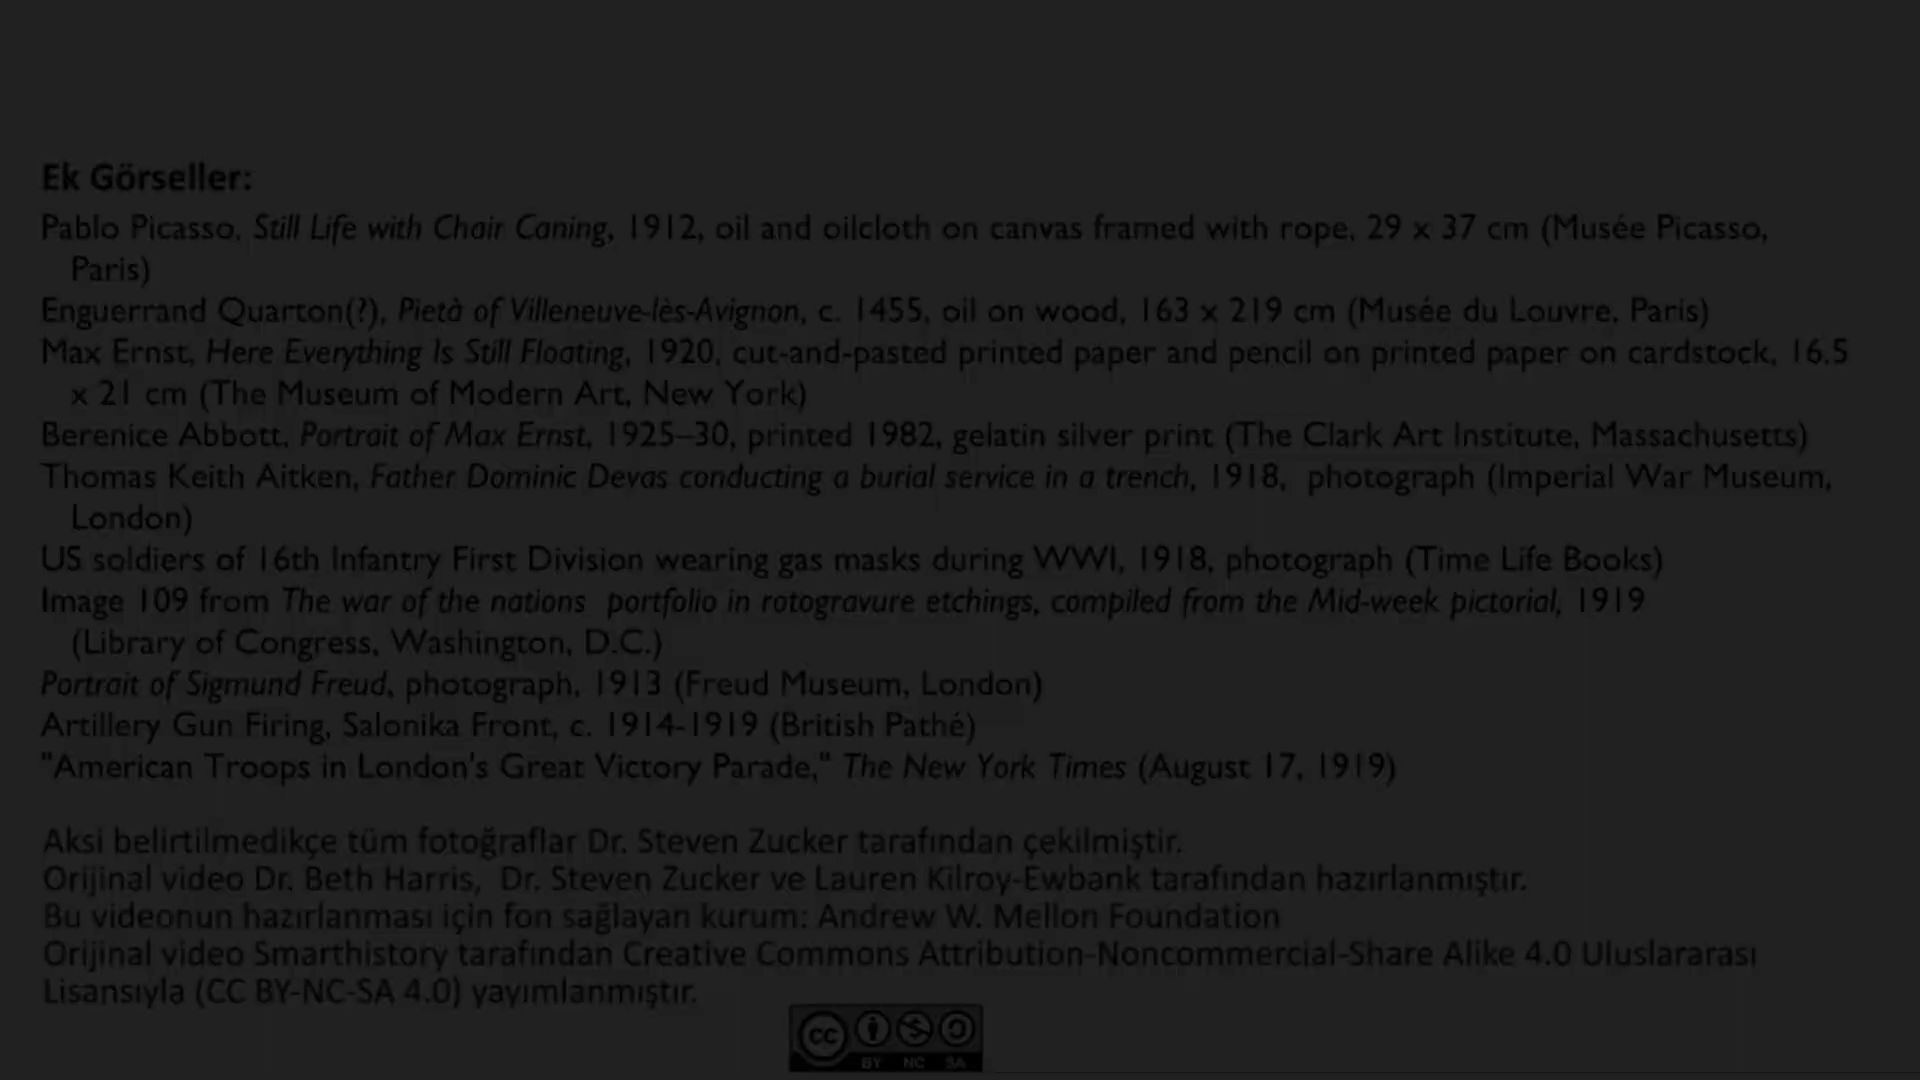 Ek Görseller:
Pablo Picasso, Still Life with Chair Caning, 1912, oil and oilcloth on canvas framed with rope, 29 x 37 cm (Musée Picasso,
Paris)
Enguerrand Quarton(?), Pietà of Villeneuve-lès-Avignon, c. 1455, oil on wood, 163 x 219 cm (Musée du Louvre, Paris)
Max Ernst, Here Everything Is Still Floating, 1920, cut-and-pasted printed paper and pencil on printed paper on cardstock, 16.5
x 21 cm (The Museum of Modern Art, New York)
Berenice Abbott, Portrait of Max Ernst, 1925–30, printed 1982, gelatin silver print (The Clark Art Institute, Massachusetts)
Thomas Keith Aitken, Father Dominic Devas conducting a burial service in a trench, 1918, photograph (Imperial War Museum,
London)
US soldiers of 16th Infantry First Division wearing gas masks during WWI, 1918, photograph (Time Life Books)
Image 109 from The war of the nations portfolio in rotogravure etchings, compiled from the Mid-week pictorial, 1919
(Library of Congress, Washington, D.C.)
Portrait of Sigmund Freud, photograph, 1913 (Freud Museum, London)
Artillery Gun Firing, Salonika Front, c. 1914-1919 (British Pathé)
"American Troops in London's Great Victory Parade," The New York Times (August 17, 1919)
Aksi belirtilmedikçe tüm fotoğraflar Dr. Steven Zucker tarafından çekilmiştir.
Orijinal video Dr. Beth Harris, Dr. Steven Zucker ve Lauren Kilroy-Ewbank tarafından hazırlanmıştır.
Bu videonun hazırlanması için fon sağlayan kurum: Andrew W. Mellon Foundation
Orijinal video Smarthistory tarafından Creative Commons Attribution-Noncommercial-Share Alike 4.0 Uluslararası
Lisansıyla (CC BY-NC-SA 4.0) yayımlanmıştır.
cc
BY NC SA